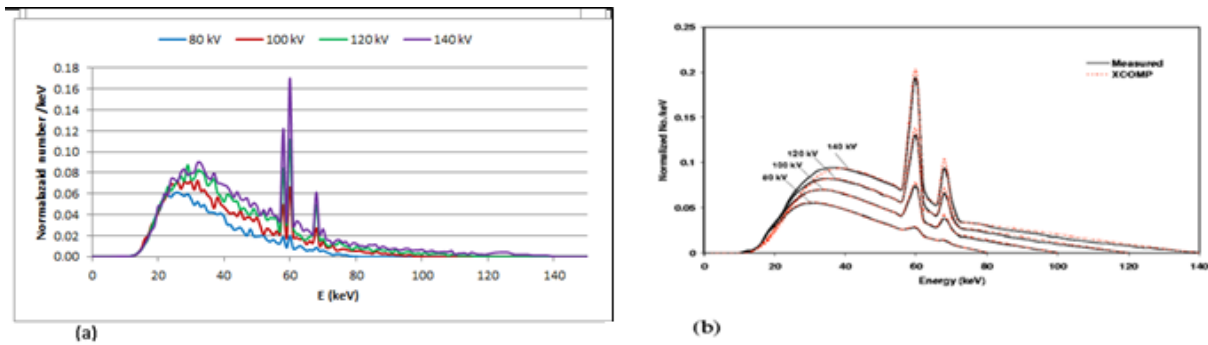 80 kV 100 kV 120 kV 140 kV
0.18
0.16
0.14
0.12
0.10
0.08
0.06
0.04
0.02
0.00
Normalazaid number /keV
0 20 40 60 80 100 120 140
E (keV)
(a)
0.25
0.2
0.15
0.1
0.05
0
Normalized No./keV
Measured
XCOMP
140 kV
120 kV
100 kV
80 kV
0 20 40 60 80 100 120 140
Energy (keV)
(b)